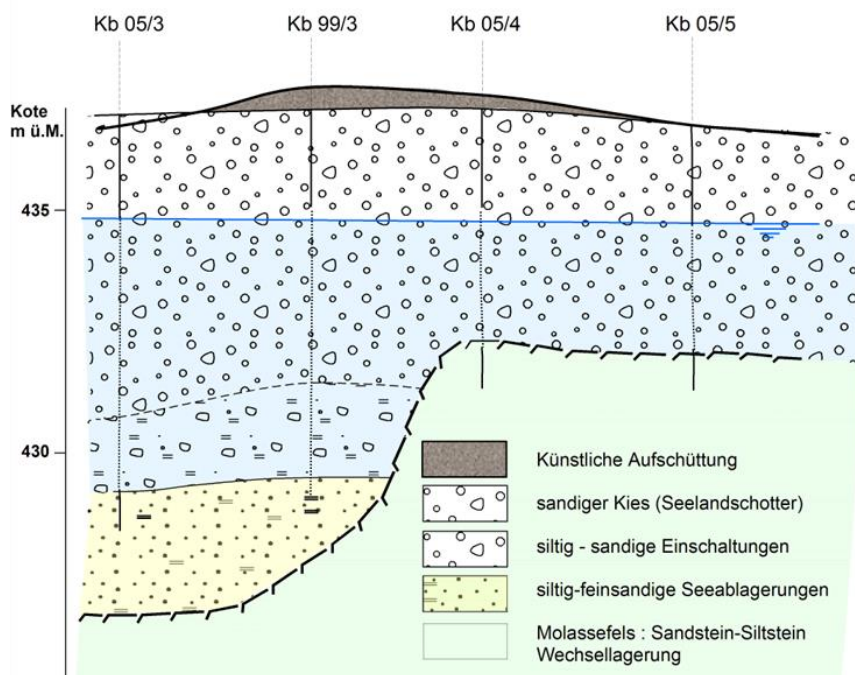 Kb 05/3 Kb 99/3 Kb 05/4 Kb 05/5
Kote
m ü.M.
435
430
Künstliche Aufschüttung
sandiger Kies (Seelandschotter)
siltig - sandige Einschaltungen
siltig-feinsandige Seeablagerungen
Molassefels : Sandstein-Siltstein
Wechsellagerung